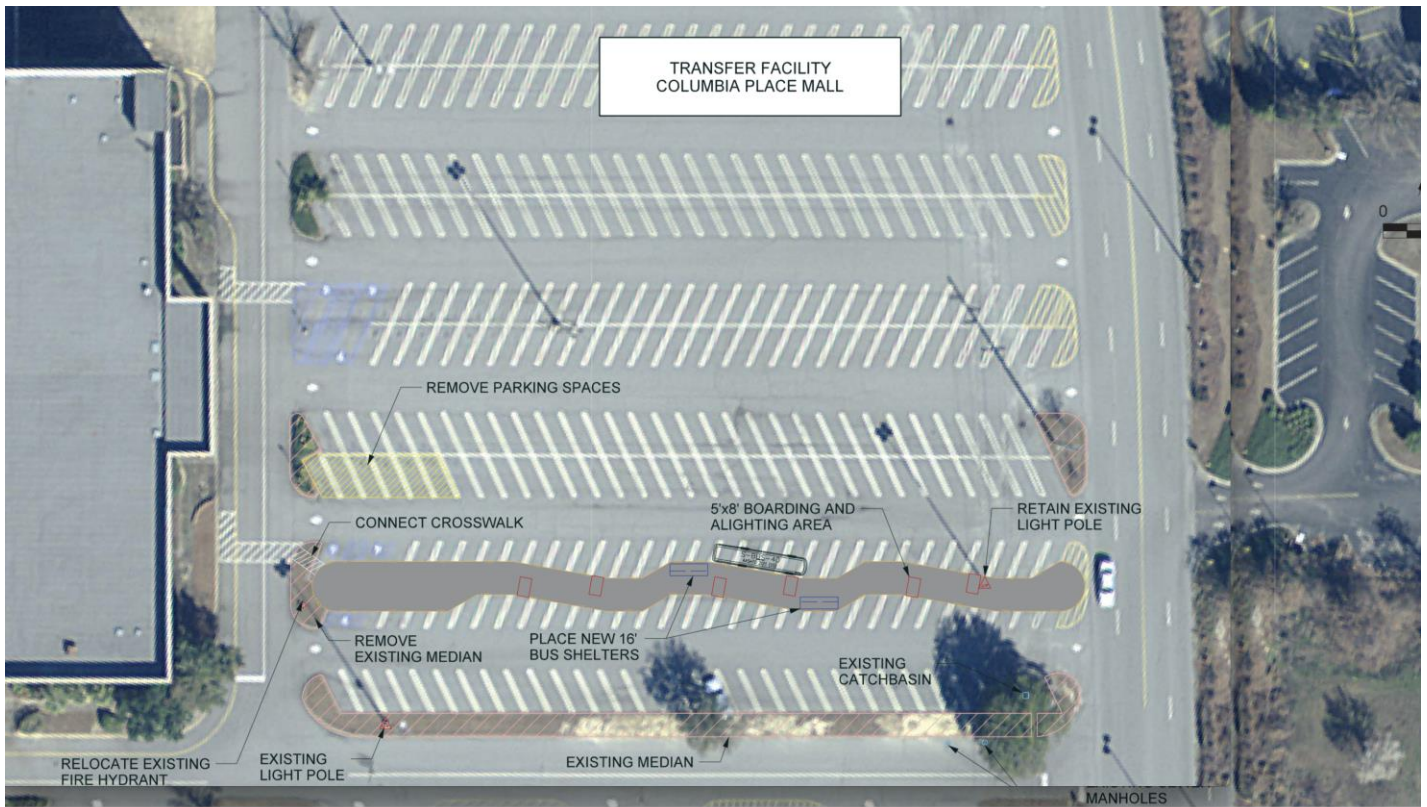 TRANSFER FACILITY
COLUMBIA PLACE MALL
0
REMOVE PARKING SPACES
CONNECT CROSSWALK
5'x8' BOARDING AND
ALIGHTING AREA
RETAIN EXISTING
LIGHT POLE
REMOVE
EXISTING MEDIAN
PLACE NEW 16'
BUS SHELTERS
EXISTING
CATCHBASIN
RELOCATE EXISTING
FIRE HYDRANT
EXISTING
LIGHT POLE
EXISTING MEDIAN
MANHOLES